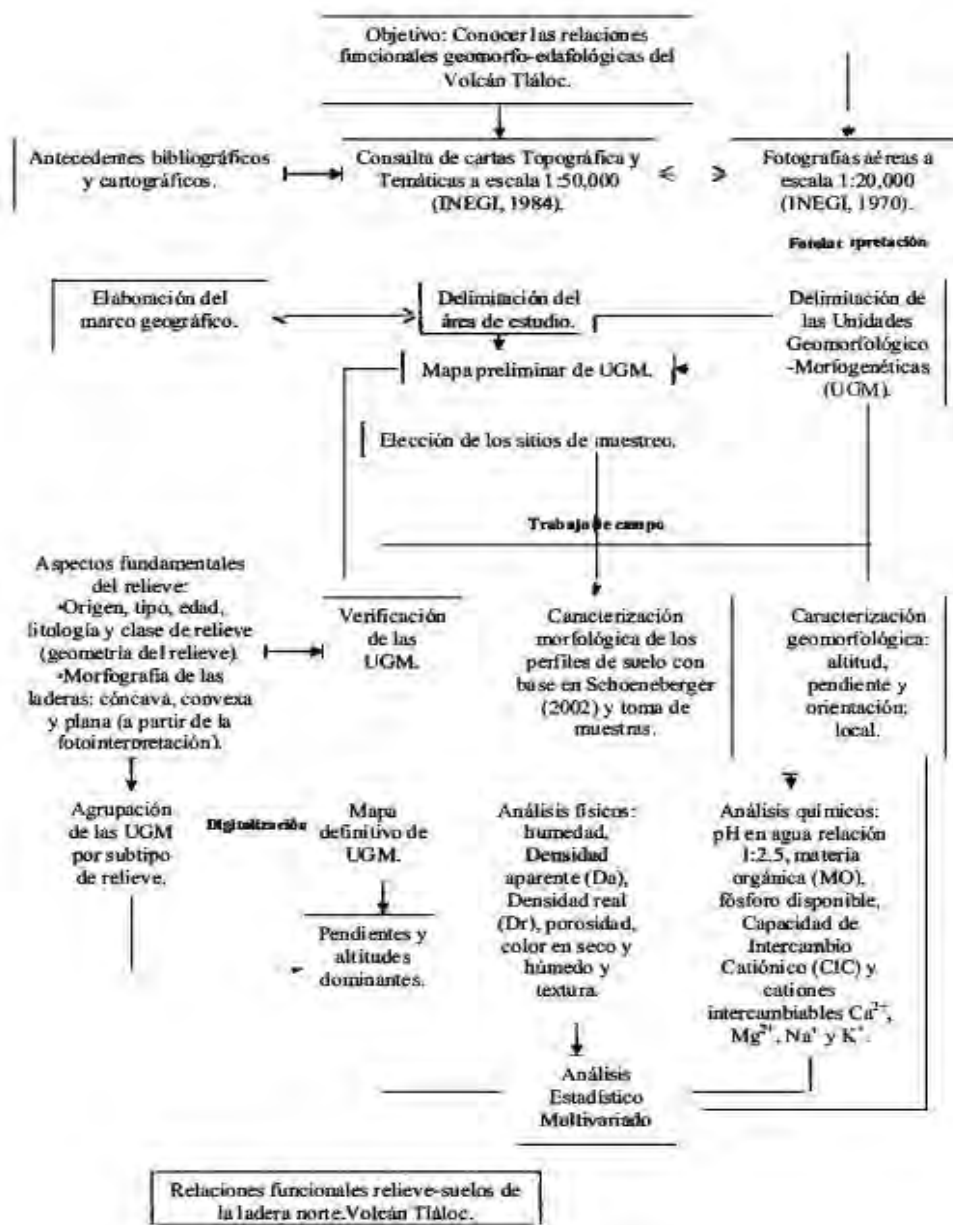 Objetivo: Conocer las relaciones
funcionales geomorfo-edafológicas del
Volcán Tláloc.
Antecedentes bibliográficos
y cartográficos.
Consulta de cartas Topográfica y
Temáticas a escala 1:50,000
(INEGI, 1984).
Fotografías aéreas a
escala 1:20,000
(INEGI, 1970).
Elaboración del
marco geográfico.
Delimitación del
área de estudio.
Delimitación de
las Unidades
Geomorfológico
-Morfogenéticas
(UGM).
Mapa preliminar de UGM.
Elección de los sitios de muestreo.
Trabajo de campo
Aspectos fundamentales
del relieve:
•Origen, tipo, edad,
litología y clase de relieve
(geometría del relieve)
•Morfografía de las
laderas: cóncava, convexa
y plana (a partir de la
fotointerpretación).
Verificación
de las
UGM.
Caracterización
morfológica de los
perfiles de suelo con
base en Schoeneberger
(2002) y toma de
muestras.
Caracterización
geomorfológica:
altitud,
pendiente y
orientación;
local.
Agrupación
de las UGM
por subtipo
de relieve.
Digitalización
Mapa
definitivo de
UGM.
Pendientes y
altitudes
dominantes.
Análisis físicos:
humedad,
Densidad
aparente (Da),
Densidad real
(Dr), porosidad,
color en seco y
húmedo y
textura.
Análisis químicos:
pH en agua relación
1:2.5, materia
orgánica (MO),
fósforo disponible,
Capacidad de
Intercambio
Catiónico (CIC) y
cationes
intercambiables Ca²⁺,
Mg²⁺, Na⁺ y K⁺.
Análisis
Estadístico
Multivariado
Relaciones funcionales relieve-suelos de
la ladera norte.Volcán Tláloc.